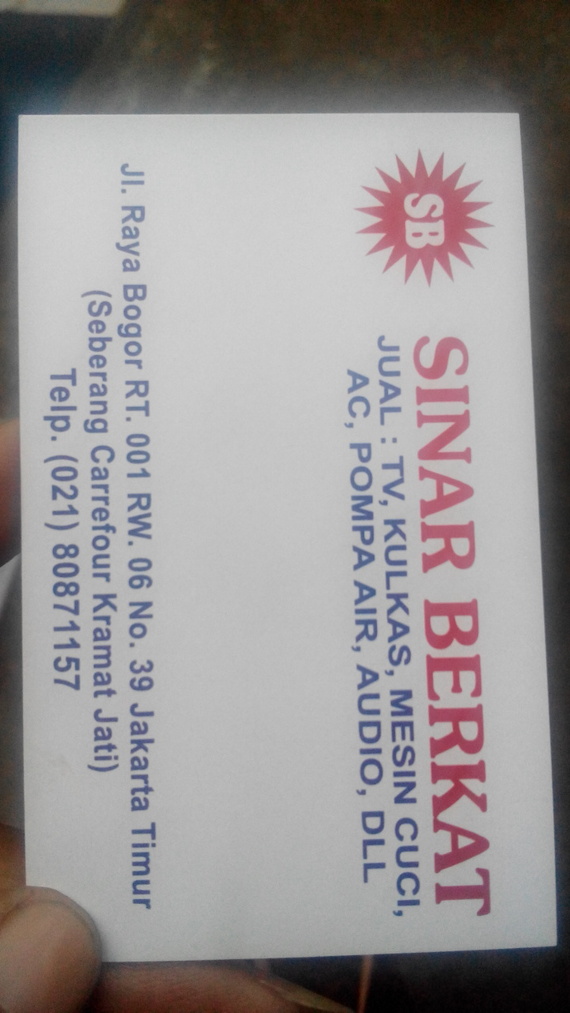 SB
SINAR BERKAT
JUAL : TV, KULKAS, MESIN CUCI,
AC, POMPA AIR, AUDIO, DLL
Jl. Raya Bogor RT. 001 RW. 06 No. 39 Jakarta Timur
(Seberang Carrefour Kramat Jati)
Telp. (021) 80871157